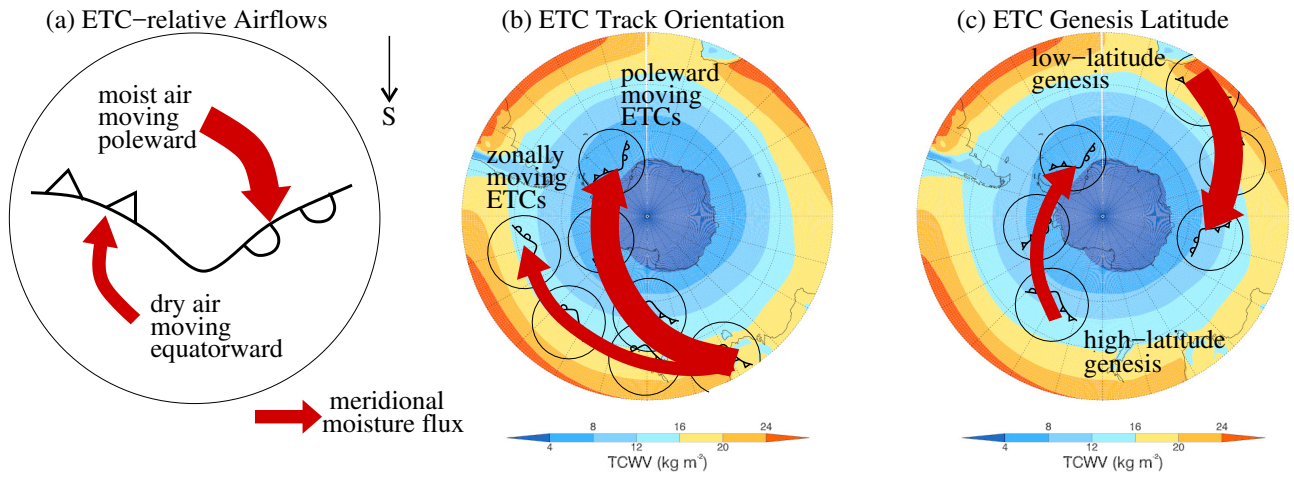 (a) ETC−relative Airflows
moist air
moving
poleward
S
dry air
moving
equatorward
meridional
moisture flux
(b) ETC Track Orientation
poleward
moving
ETCs
zonally
moving
ETCs
8 16 24
4 12 20
TCWV (kg m-2)
(c) ETC Genesis Latitude
low−latitude
genesis
high−latitude
genesis
8 16 24
4 12 20
TCWV (kg m-2)